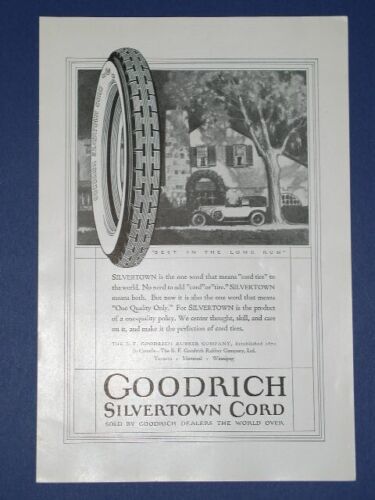 GOODRICH SILVERTOWN CORD
"BEST IN THE LONG RUN"
SILVERTOWN is the one word that means "cord tire" to
the world. No need to add "cord" or "tire." SILVERTOWN
means both. But now it is also the one word that means
"One Quality Only." For SILVERTOWN is the product
of a one-quality policy. We center thought, skill, and care
on it, and make it the perfection of cord tires.
THE B. F. GOODRICH RUBBER COMPANY, Established 1870
In Canada—The B. F. Goodrich Rubber Company, Ltd.
Toronto · Montreal · Winnipeg
GOODRICH
SILVERTOWN CORD
SOLD BY GOODRICH DEALERS THE WORLD OVER